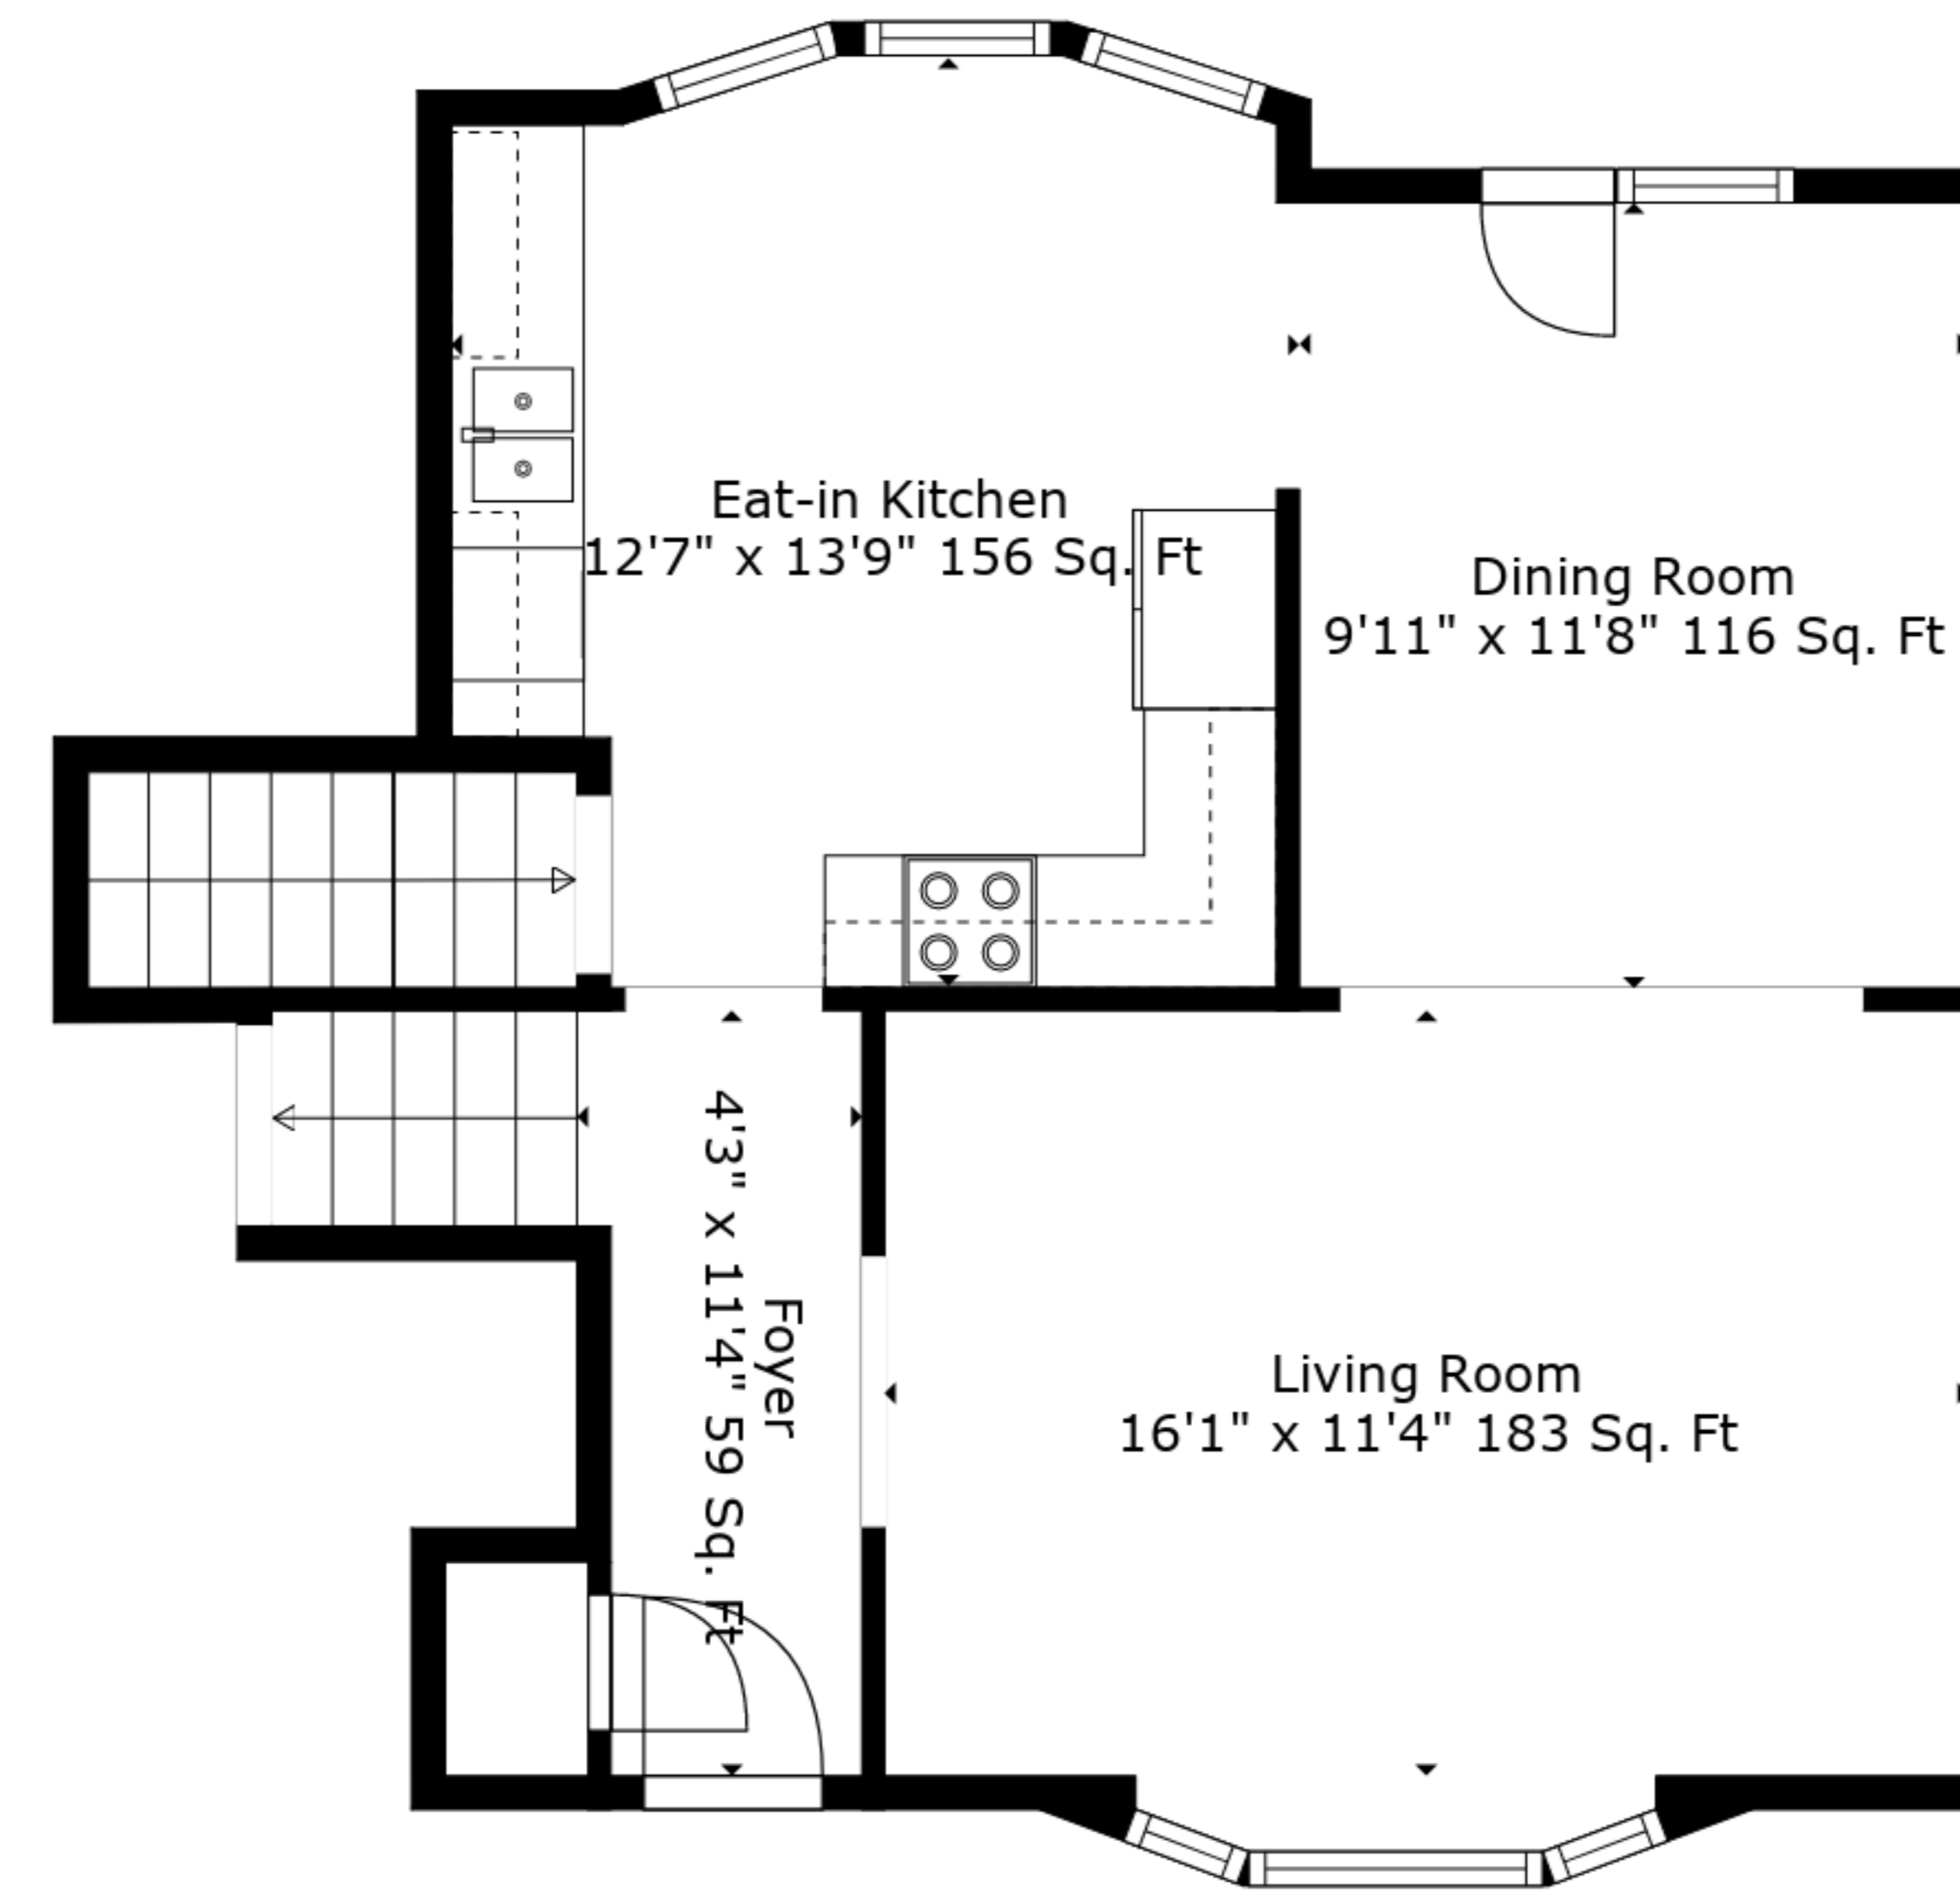 Eat-in Kitchen
12'7" x 13'9" 156 Sq. Ft
Dining Room
9'11" x 11'8" 116 Sq. Ft
Foyer
4'3" x 11'4" 59 Sq. Ft
Living Room
16'1" x 11'4" 183 Sq. Ft